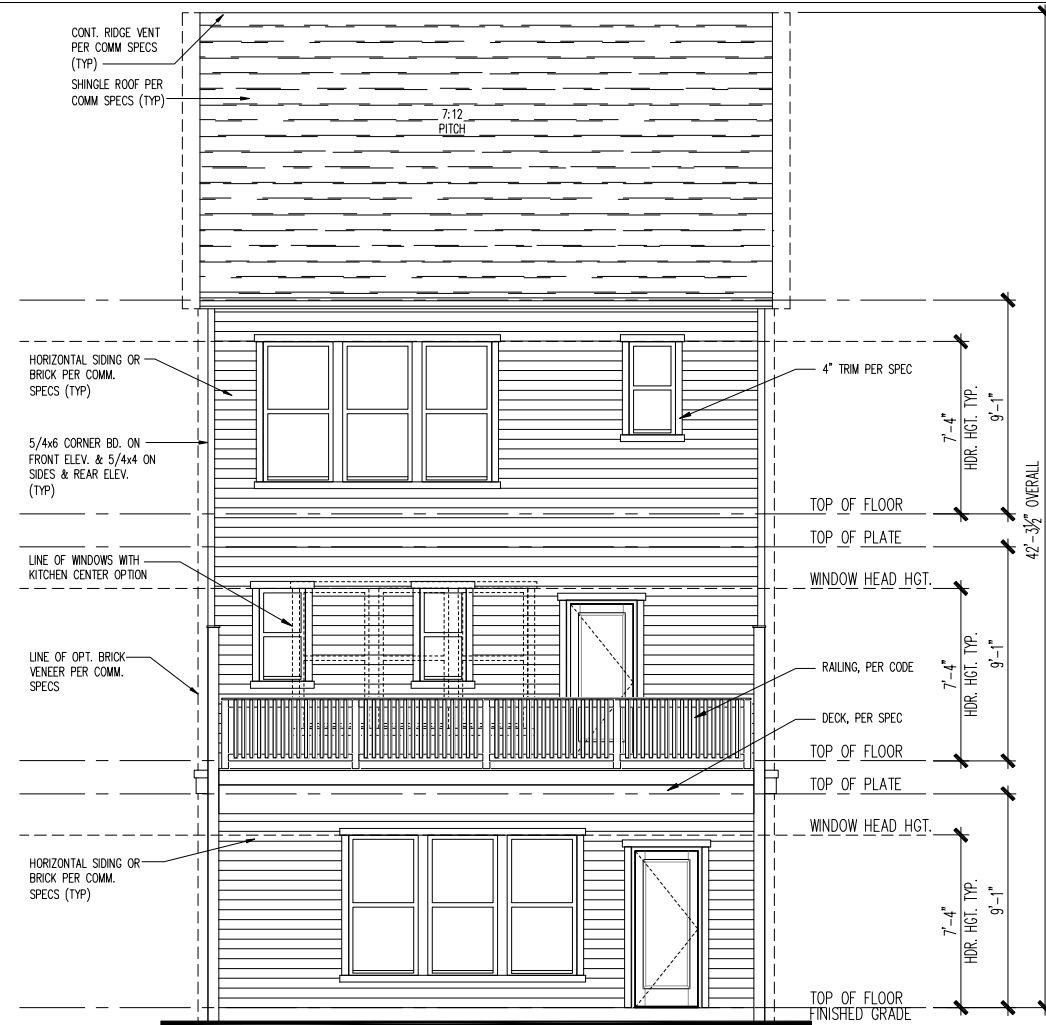 CONT. RIDGE VENT
PER COMM SPECS
(TYP)
SHINGLE ROOF PER
COMM SPECS (TYP)
7:12
PITCH
HORIZONTAL SIDING OR
BRICK PER COMM.
SPECS (TYP)
4" TRIM PER SPEC
7'-4"
HDR. HGT. TYP.
9'-1"
5/4x6 CORNER BD. ON
FRONT ELEV. & 5/4x4 ON
SIDES & REAR ELEV.
(TYP)
TOP OF FLOOR
42'-3½" OVERALL
TOP OF PLATE
LINE OF WINDOWS WITH
KITCHEN CENTER OPTION
WINDOW HEAD HGT.
LINE OF OPT. BRICK
VENEER PER COMM.
SPECS
RAILING, PER CODE
7'-4"
HDR. HGT. TYP.
9'-1"
DECK, PER SPEC
TOP OF FLOOR
TOP OF PLATE
WINDOW HEAD HGT.
HORIZONTAL SIDING OR
BRICK PER COMM.
SPECS (TYP)
7'-4"
HDR. HGT. TYP.
9'-1"
TOP OF FLOOR
FINISHED GRADE